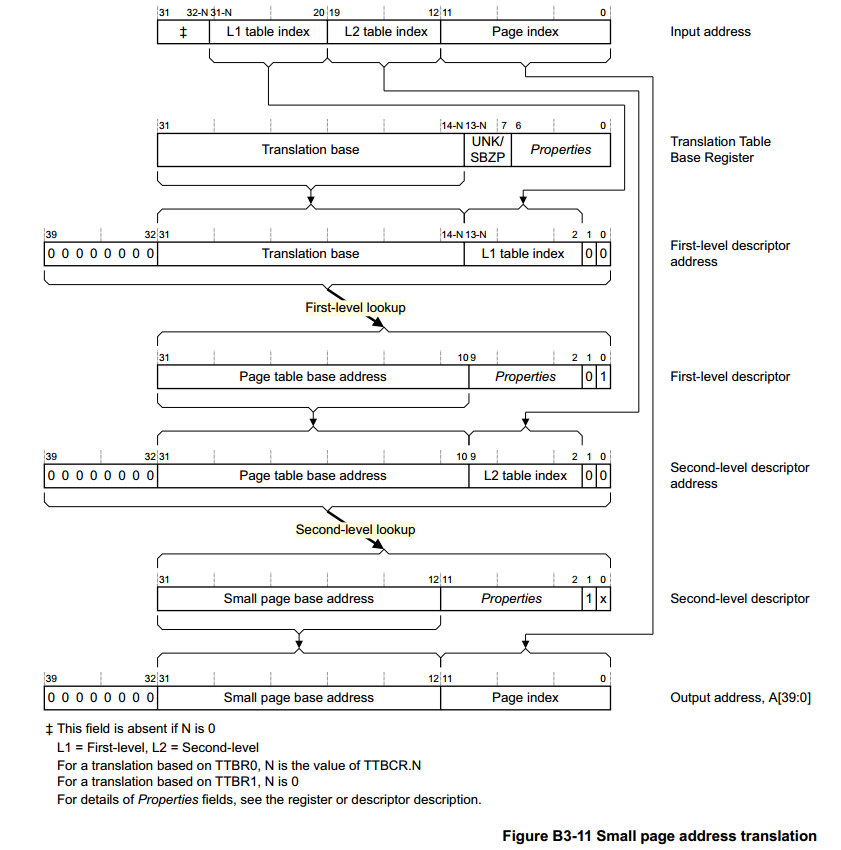 31 32-N 31-N 20 19 12 11 0
‡ L1 table index L2 table index Page index Input address
31 14-N 13-N 7 6 0
Translation base UNK/ SBZP Properties Translation Table Base Register
39 32 31 14-N 13-N 2 1 0
0 0 0 0 0 0 0 0 Translation base L1 table index 0 0 First-level descriptor address
First-level lookup
31 10 9 2 1 0
Page table base address Properties 0 1 First-level descriptor
39 32 31 10 9 2 1 0
0 0 0 0 0 0 0 0 Page table base address L2 table index 0 0 Second-level descriptor address
Second-level lookup
31 12 11 2 1 0
Small page base address Properties 1 x Second-level descriptor
39 32 31 12 11 0
0 0 0 0 0 0 0 0 Small page base address Page index Output address, A[39:0]
‡ This field is absent if N is 0
L1 = First-level, L2 = Second-level
For a translation based on TTBR0, N is the value of TTBCR.N
For a translation based on TTBR1, N is 0
For details of Properties fields, see the register or descriptor description.
Figure B3-11 Small page address translation